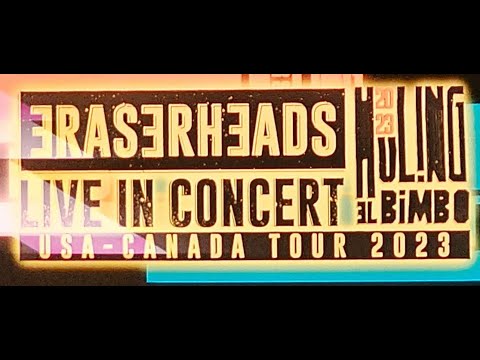 ERASERHEADS
LIVE IN CONCERT
USA-CANADA TOUR 2023
HULING
2023
EL BiMBO